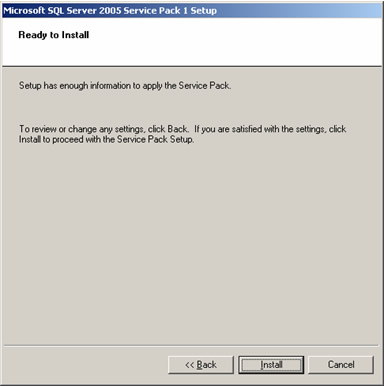 Microsoft SQL Server 2005 Service Pack 1 Setup
Ready to Install
Setup has enough information to apply the Service Pack.
To review or change any settings, click Back. If you are satisfied with the settings, click
Install to proceed with the Service Pack Setup.
<< Back Install Cancel